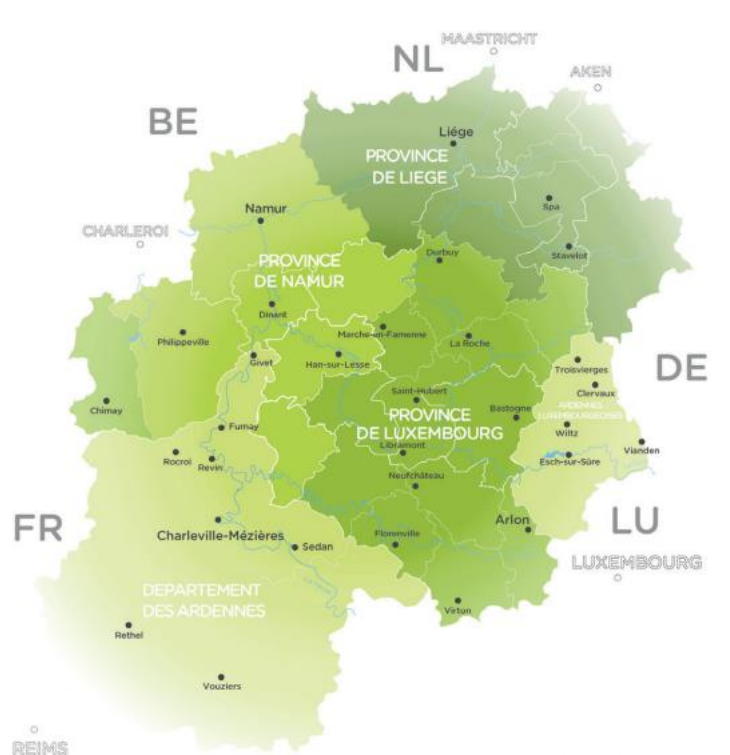 MAASTRICHT
NL
AKEN
BE
Liége
PROVINCE
DE LIEGE
Spa
Namur
CHARLEROI
Stavelot
Durbuy
PROVINCE
DE NAMUR
Dinant
Marche-en-Famenne
La Roche
Philippeville
Givet
Han-sur-Lesse
Troisvierges
DE
Clervaux
Saint-Hubert
Chimay
Bastogne
ARDENNES
LUXEMBOURGEOISES
PROVINCE
DE LUXEMBOURG
Fumay
Wiltz
Libramont
Vianden
Rocroi
Revin
Esch-sur-Sûre
Neufchâteau
FR
Arlon
LU
Charleville-Mézières
Florenville
Sedan
LUXEMBOURG
DEPARTEMENT
DES ARDENNES
Virton
Rethel
Vouziers
REIMS